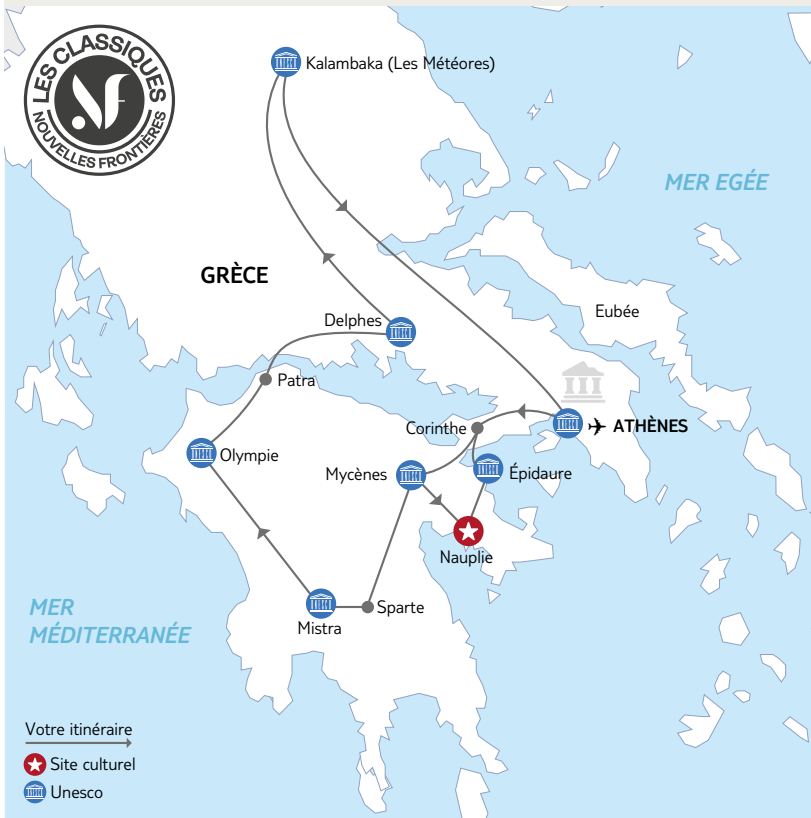 LES CLASSIQUES
NF
NOUVELLES FRONTIÈRES
Kalambaka (Les Météores)
MER EGÉE
GRÈCE
Eubée
Delphes
Patra
Corinthe
ATHÈNES
Olympie
Mycènes
Épidaure
Nauplie
MER
MÉDITERRANÉE
Sparte
Mistra
Votre itinéraire
Site culturel
Unesco